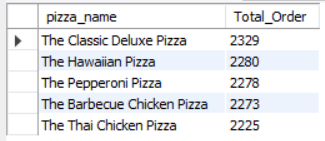 pizza_name Total_Order
The Classic Deluxe Pizza 2329
The Hawaiian Pizza 2280
The Pepperoni Pizza 2278
The Barbecue Chicken Pizza 2273
The Thai Chicken Pizza 2225